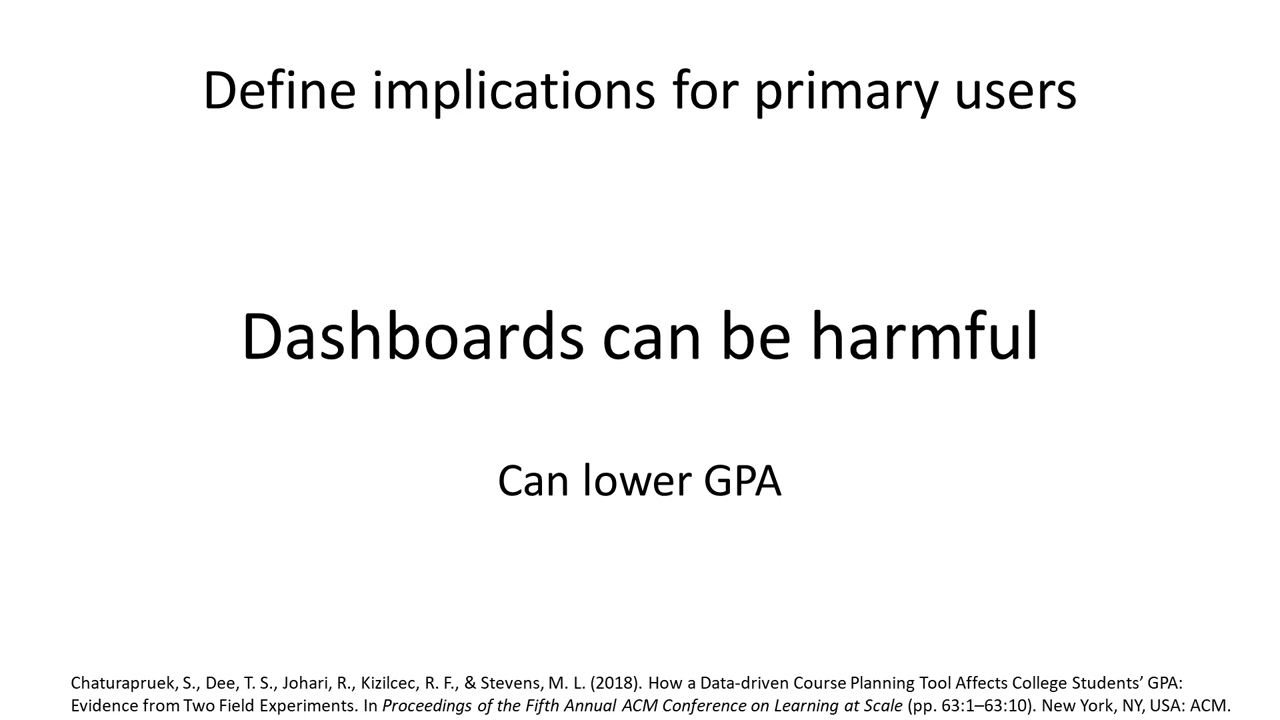 Define implications for primary users
Dashboards can be harmful
Can lower GPA
Chaturapruek, S., Dee, T. S., Johari, R., Kizilcec, R. F., & Stevens, M. L. (2018). How a Data-driven Course Planning Tool Affects College Students’ GPA:
Evidence from Two Field Experiments. In Proceedings of the Fifth Annual ACM Conference on Learning at Scale (pp. 63:1–63:10). New York, NY, USA: ACM.